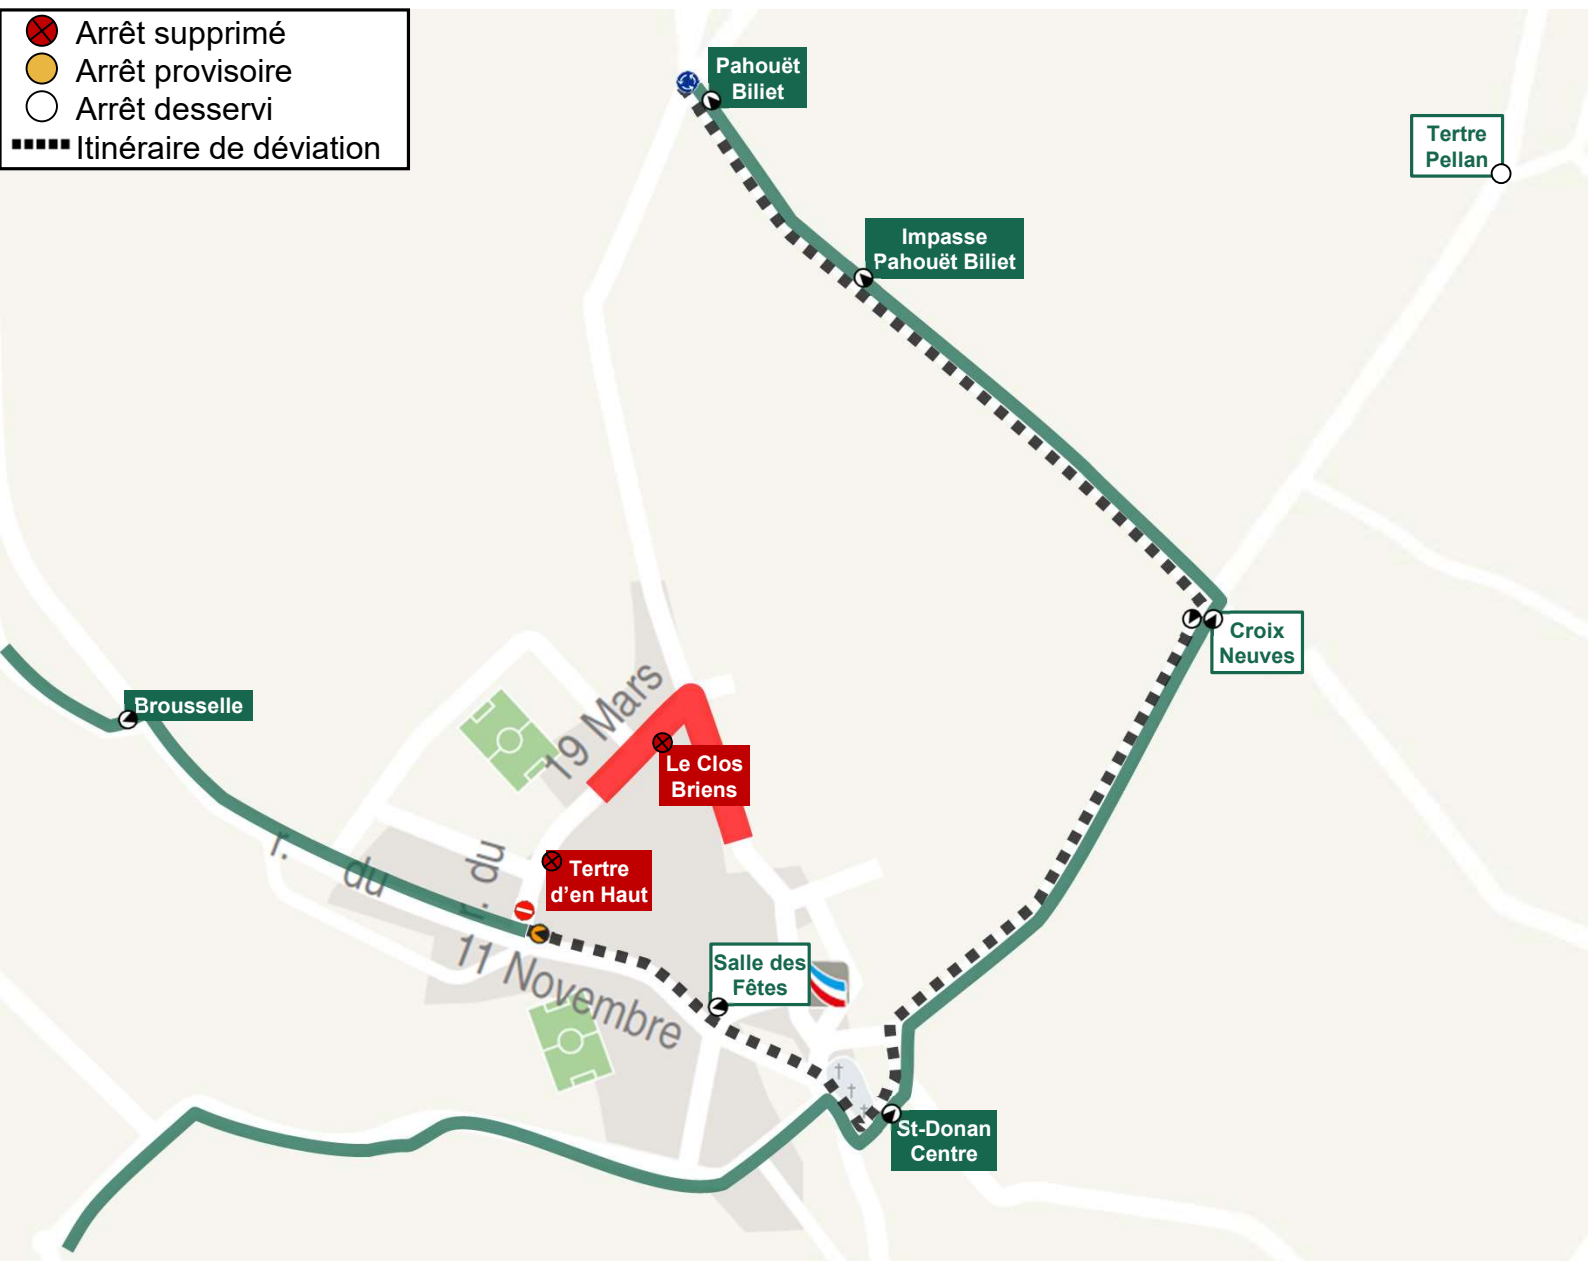 Arrêt supprimé
Arrêt provisoire
Arrêt desservi
Itinéraire de déviation
Pahouët
Biliet
Tertre
Pellan
Impasse
Pahouët Biliet
Croix
Neuves
Brousselle
19 Mars
Le Clos
Briens
r. du
r. du
Tertre
d’en Haut
11 Novembre
Salle des
Fêtes
St-Donan
Centre